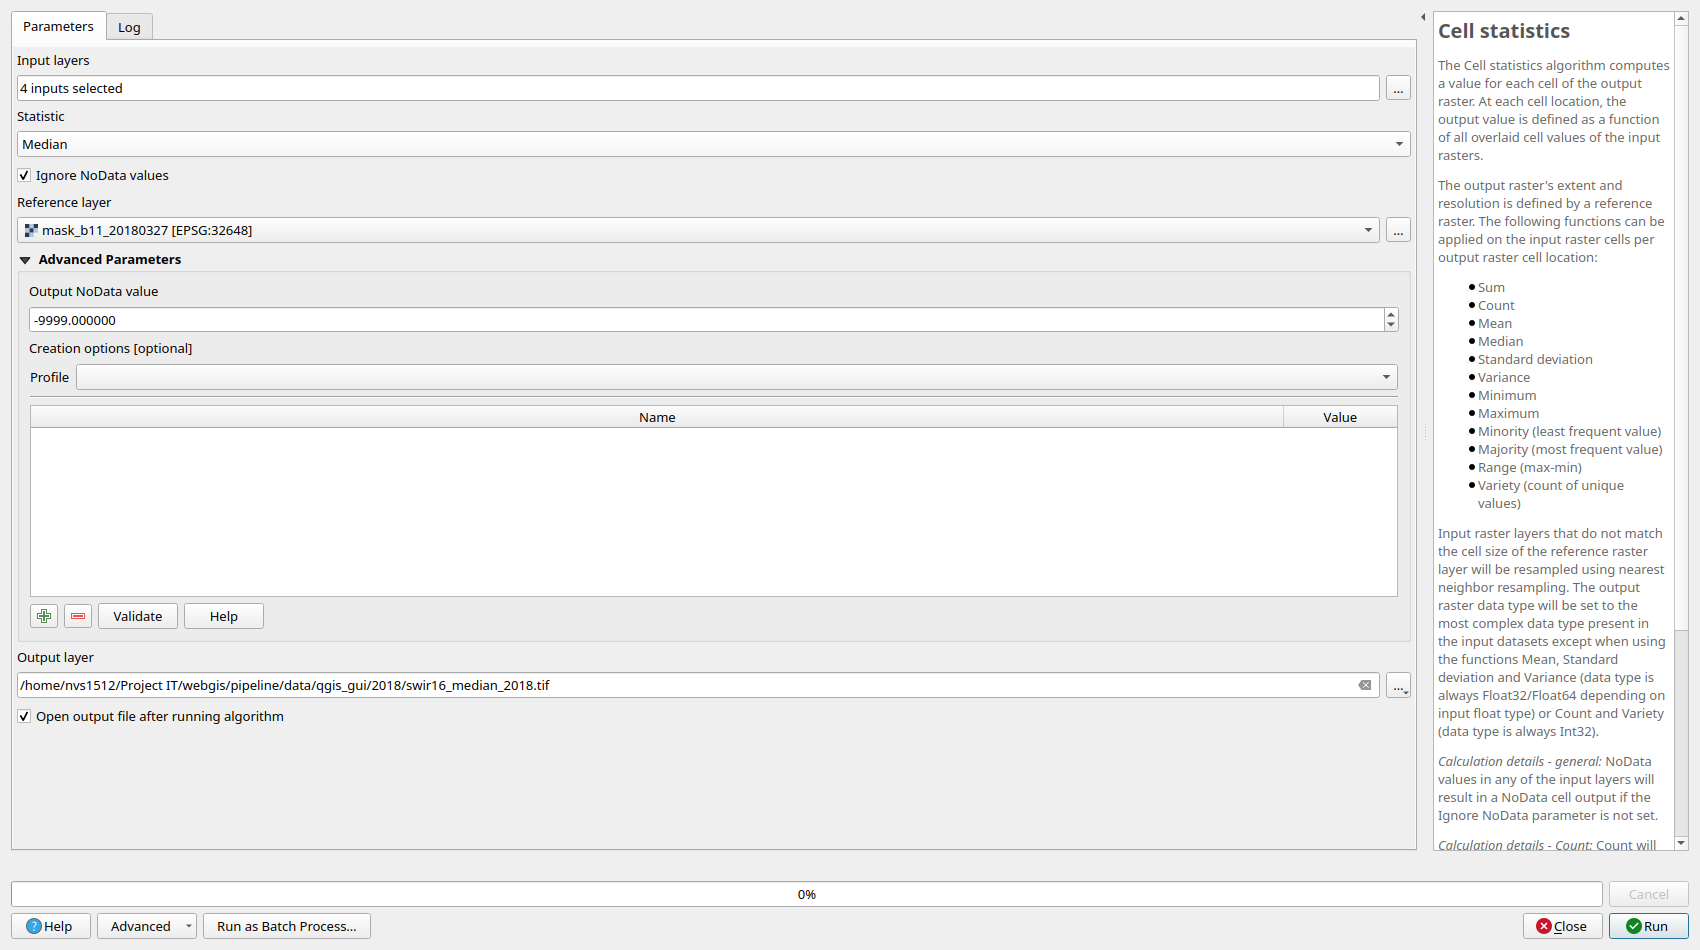 Parameters
Log
Input layers
4 inputs selected
...
Statistic
Median
Ignore NoData values
Reference layer
mask_b11_20180327 [EPSG:32648]
...
Advanced Parameters
Output NoData value
-9999.000000
Creation options [optional]
Profile
Name
Value
Validate
Help
Output layer
/home/nvs1512/Project IT/webgis/pipeline/data/qgis_gui/2018/swir16_median_2018.tif
...
Open output file after running algorithm
Cell statistics
The Cell statistics algorithm computes
a value for each cell of the output
raster. At each cell location, the
output value is defined as a function
of all overlaid cell values of the input
rasters.
The output raster's extent and
resolution is defined by a reference
raster. The following functions can be
applied on the input raster cells per
output raster cell location:
Sum
Count
Mean
Median
Standard deviation
Variance
Minimum
Maximum
Minority (least frequent value)
Majority (most frequent value)
Range (max-min)
Variety (count of unique
values)
Input raster layers that do not match
the cell size of the reference raster
layer will be resampled using nearest
neighbor resampling. The output
raster data type will be set to the
most complex data type present in
the input datasets except when using
the functions Mean, Standard
deviation and Variance (data type is
always Float32/Float64 depending on
input float type) or Count and Variety
(data type is always Int32).
Calculation details - general: NoData
values in any of the input layers will
result in a NoData cell output if the
Ignore NoData parameter is not set.
Calculation details - Count: Count will
0%
Cancel
Help
Advanced
Run as Batch Process...
Close
Run